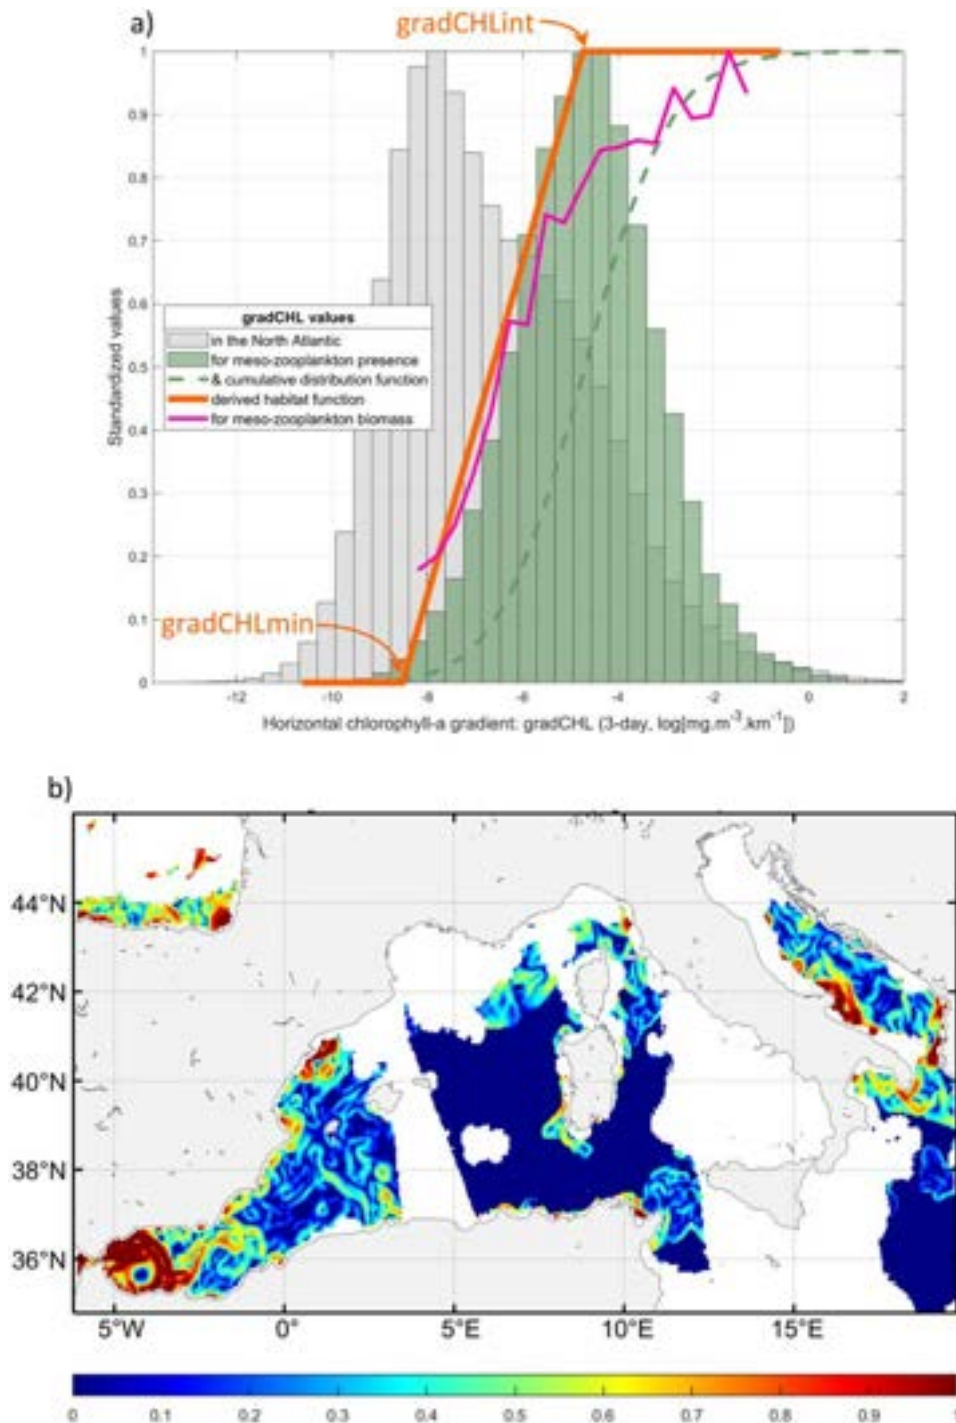 a)
gradCHLint
1
0.9
0.8
0.7
0.6
0.5
0.4
0.3
0.2
0.1
0
Standardized values
gradCHL values
in the North Atlantic
for meso-zooplankton presence
& cumulative distribution function
derived habitat function
for meso-zooplankton biomass
gradCHLmin
-12 -10 -8 -6 -4 -2 0 2
Horizontal chlorophyll-a gradient: gradCHL (3-day, log[mg.m⁻³.km⁻¹])
b)
44°N
42°N
40°N
38°N
36°N
5°W 0° 5°E 10°E 15°E
0 0.1 0.2 0.3 0.4 0.5 0.6 0.7 0.8 0.9 1